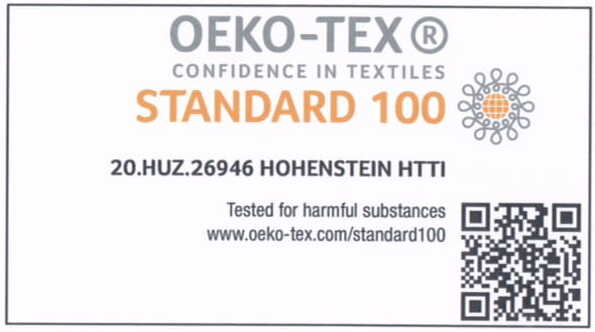 OEKO-TEX®
CONFIDENCE IN TEXTILES
STANDARD 100
20.HUZ.26946 HOHENSTEIN HTTI
Tested for harmful substances
www.oeko-tex.com/standard100